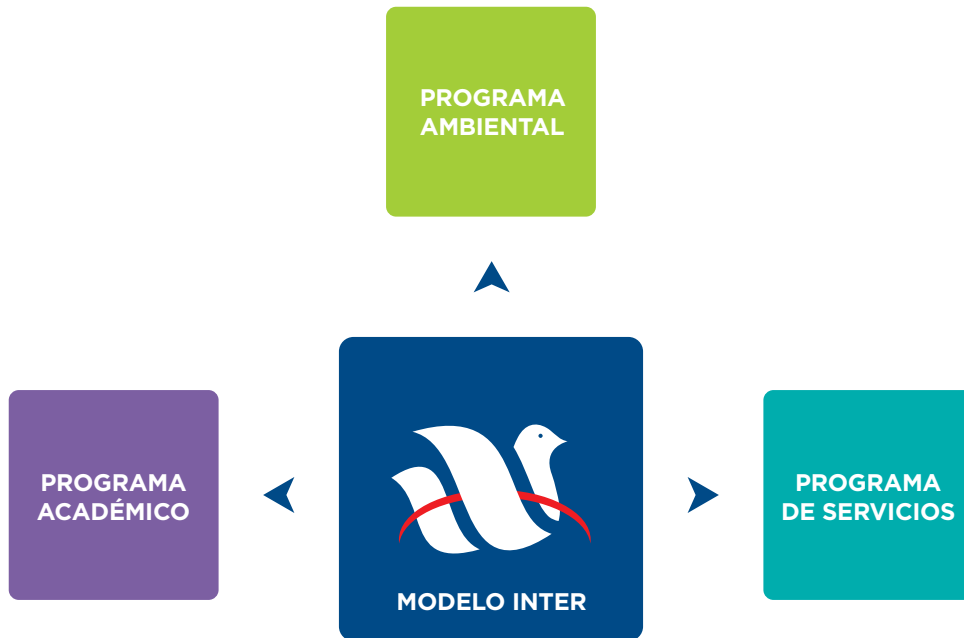 PROGRAMA
AMBIENTAL
PROGRAMA
ACADÉMICO
PROGRAMA
DE SERVICIOS
MODELO INTER